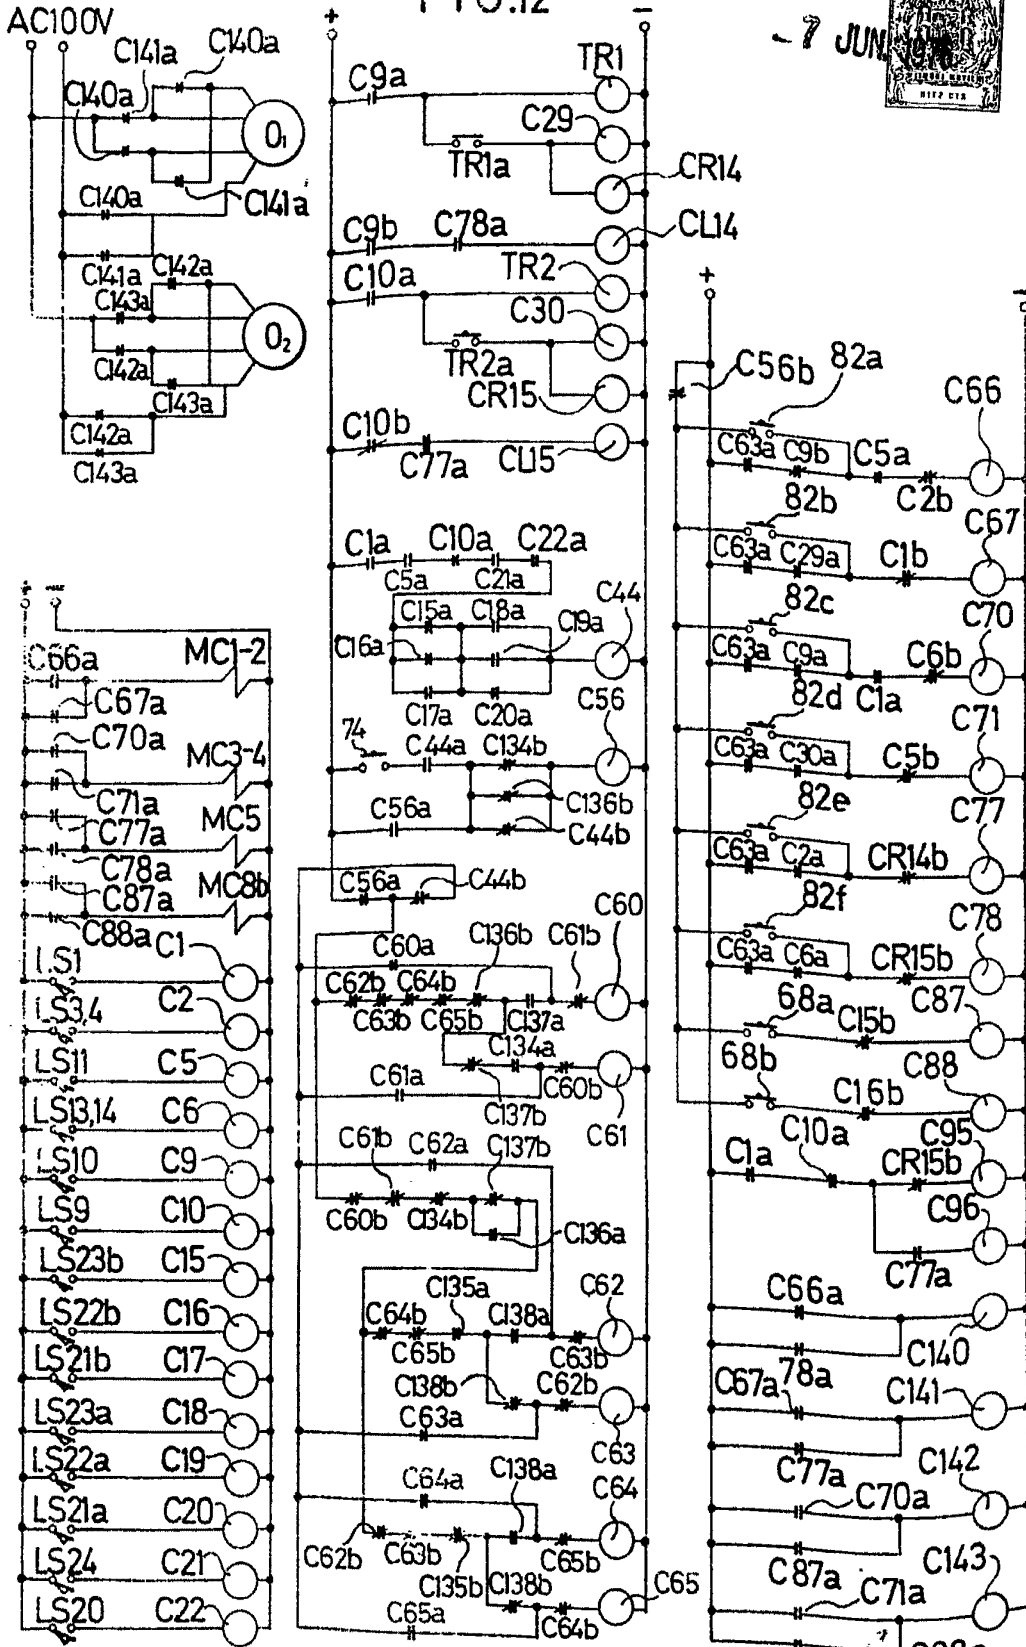 FIG.12
-7 JUN. 1978
AC100V
C141a
C140a
C140a
O1
C141a
C140a
C141a
C142a
C143a
O2
C142a
C143a
C142a
C143a
+
-
C9a
TR1
C29
TR1a
CR14
C9b
C78a
CL14
C10a
TR2
C30
TR2a
CR15
C10b
C77a
CL15
C1a
C10a
C22a
C5a
C21a
C15a
C18a
C44
C16a
C19a
C17a
C20a
C56
74
C44a
C134b
C136b
C56a
C44b
C56a
C44b
C60
C60a
C136b
C61b
C62b
C64b
C63b
C65b
C137a
C134a
C61a
C60b
C137b
C61
C61b
C62a
C137b
C60b
C134b
C136a
C135a
C62
C64b
C138a
C65b
C63b
C138b
C62b
C63a
C63
C64a
C138a
C64
C62b
C63b
C65b
C135b
C138b
C65
C65a
C64b
C66a
MC1-2
C67a
C70a
MC3-4
C71a
C77a
MC5
C78a
C87a
MC8b
C88a
LS1
C1
LS3,4
C2
LS11
C5
LS13,14
C6
LS10
C9
LS9
C10
LS23b
C15
LS22b
C16
LS21b
C17
LS23a
C18
LS22a
C19
LS21a
C20
LS24
C21
LS20
C22
+
-
C56b
82a
C66
C63a
C9b
C5a
C2b
82b
C67
C63a
C29a
C1b
82c
C70
C63a
C9a
C6b
82d
C1a
C71
C63a
C30a
C5b
82e
C77
C63a
C2a
CR14b
82f
C78
C63a
C6a
CR15b
68a
C87
C15b
68b
C88
C16b
C10a
C95
C1a
CR15b
C96
C77a
C66a
78a
C140
C67a
C141
C77a
C142
C70a
C87a
C143
C71a